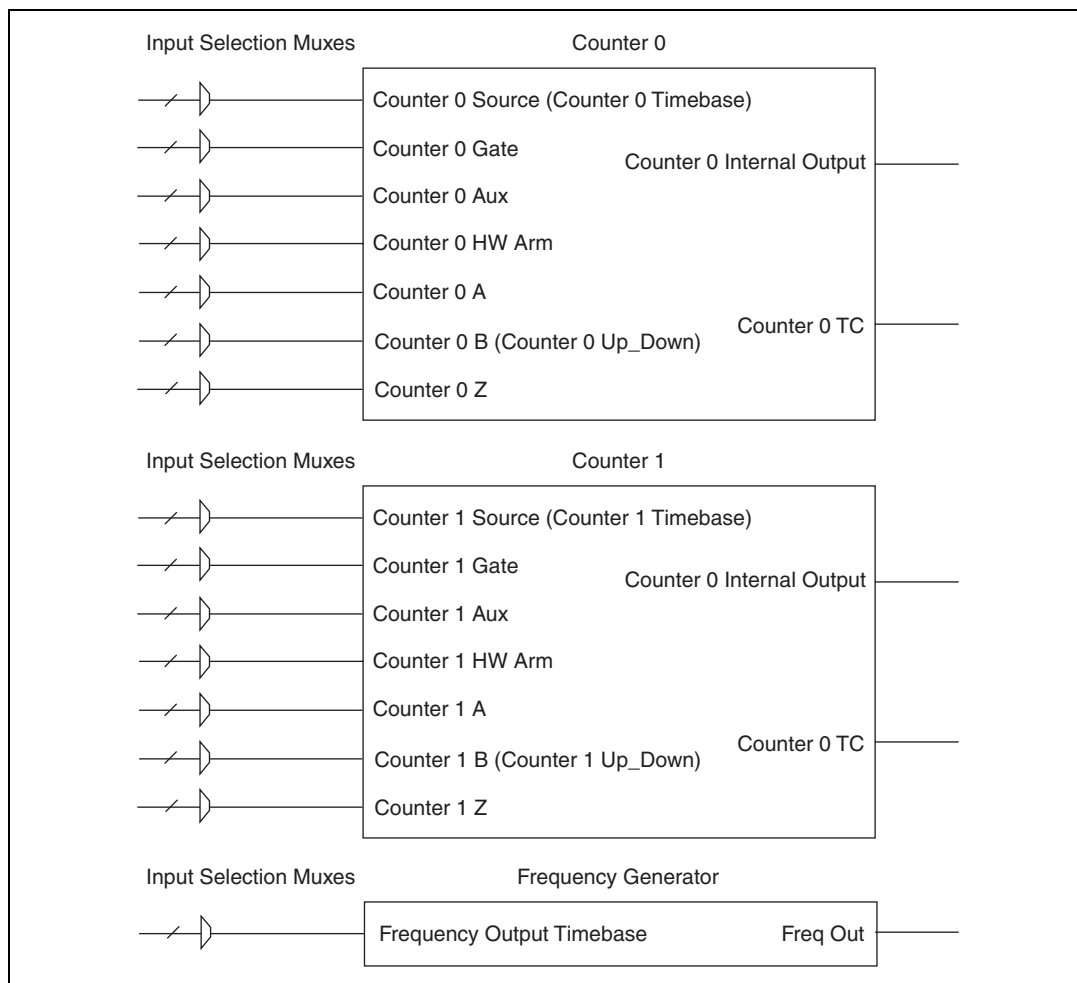 Input Selection Muxes
Counter 0
Counter 0 Source (Counter 0 Timebase)
Counter 0 Gate
Counter 0 Internal Output
Counter 0 Aux
Counter 0 HW Arm
Counter 0 A
Counter 0 TC
Counter 0 B (Counter 0 Up_Down)
Counter 0 Z
Input Selection Muxes
Counter 1
Counter 1 Source (Counter 1 Timebase)
Counter 1 Gate
Counter 0 Internal Output
Counter 1 Aux
Counter 1 HW Arm
Counter 1 A
Counter 0 TC
Counter 1 B (Counter 1 Up_Down)
Counter 1 Z
Input Selection Muxes
Frequency Generator
Frequency Output Timebase
Freq Out